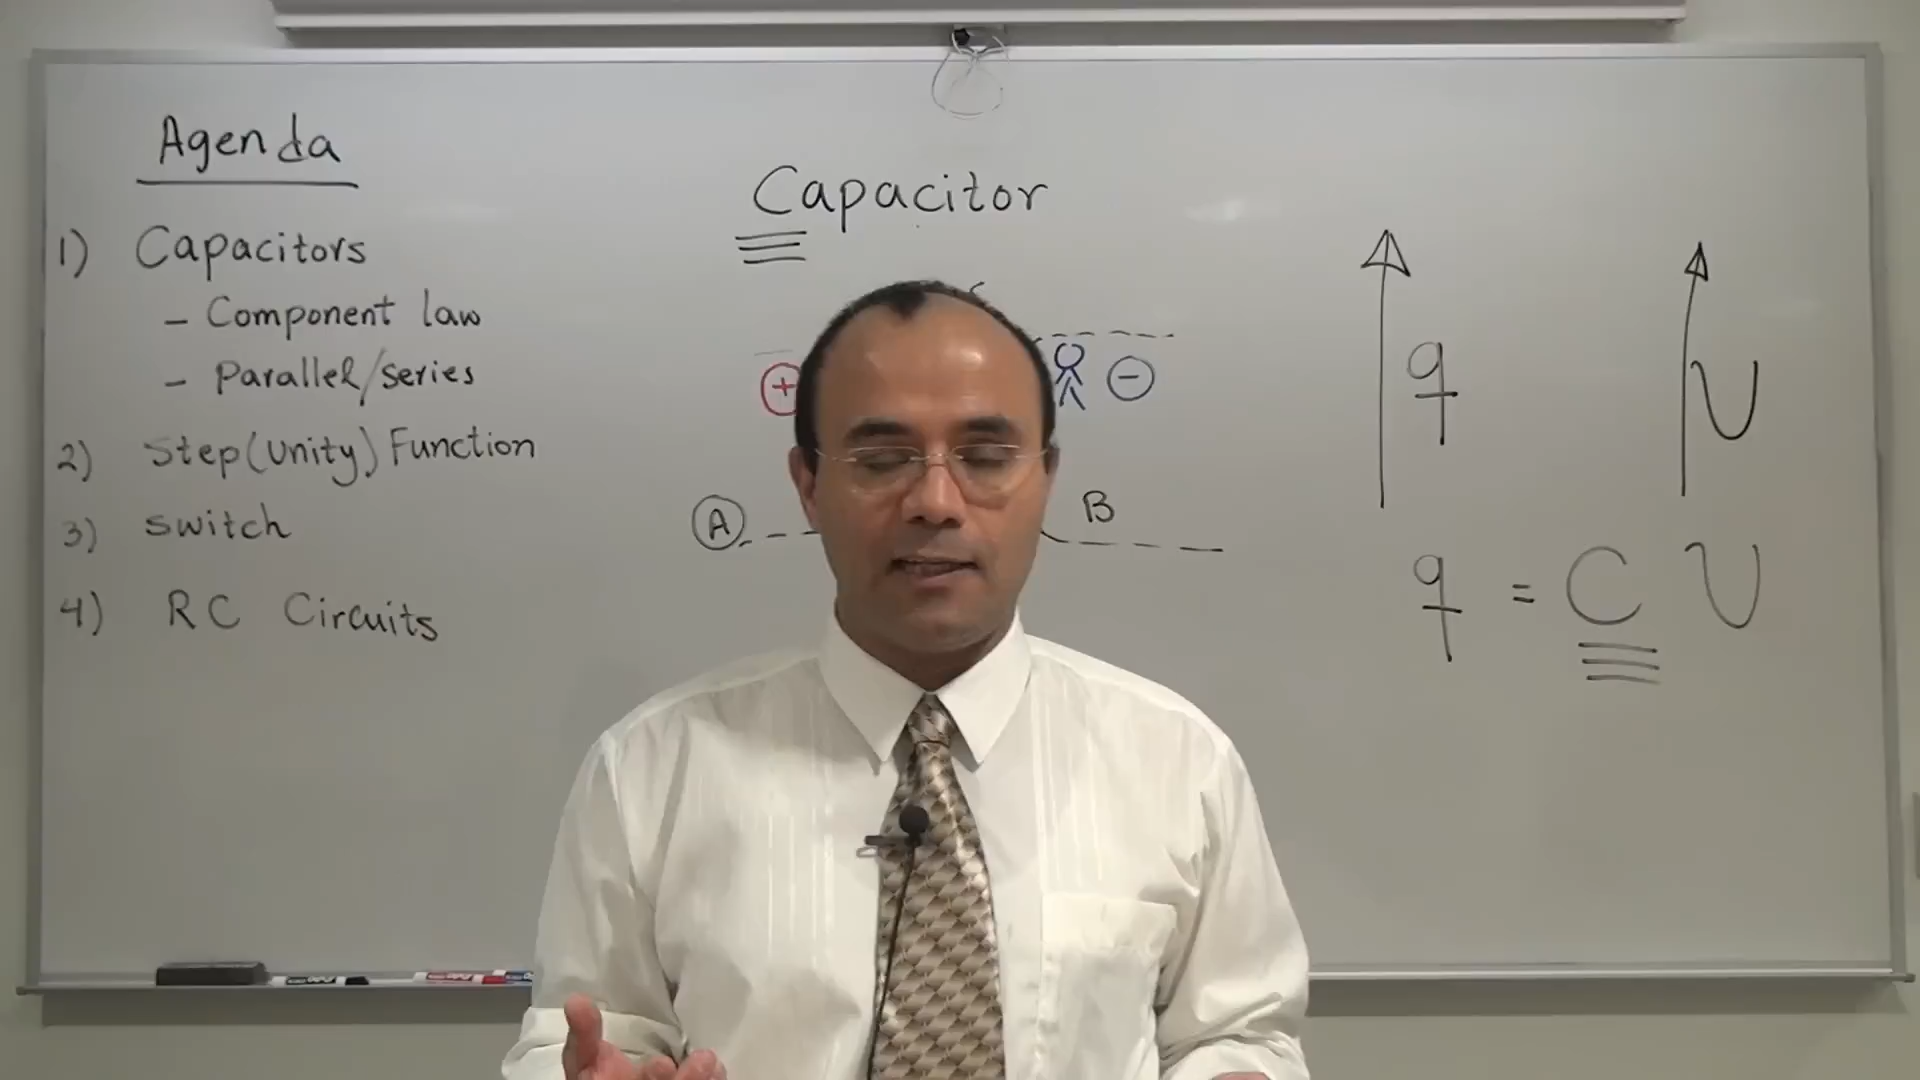 Agenda
1) Capacitors
- Component law
- Parallel/series
2) Step(Unity) Function
3) Switch
4) RC Circuits
Capacitor
+
-
A
B
q
V
q = C V